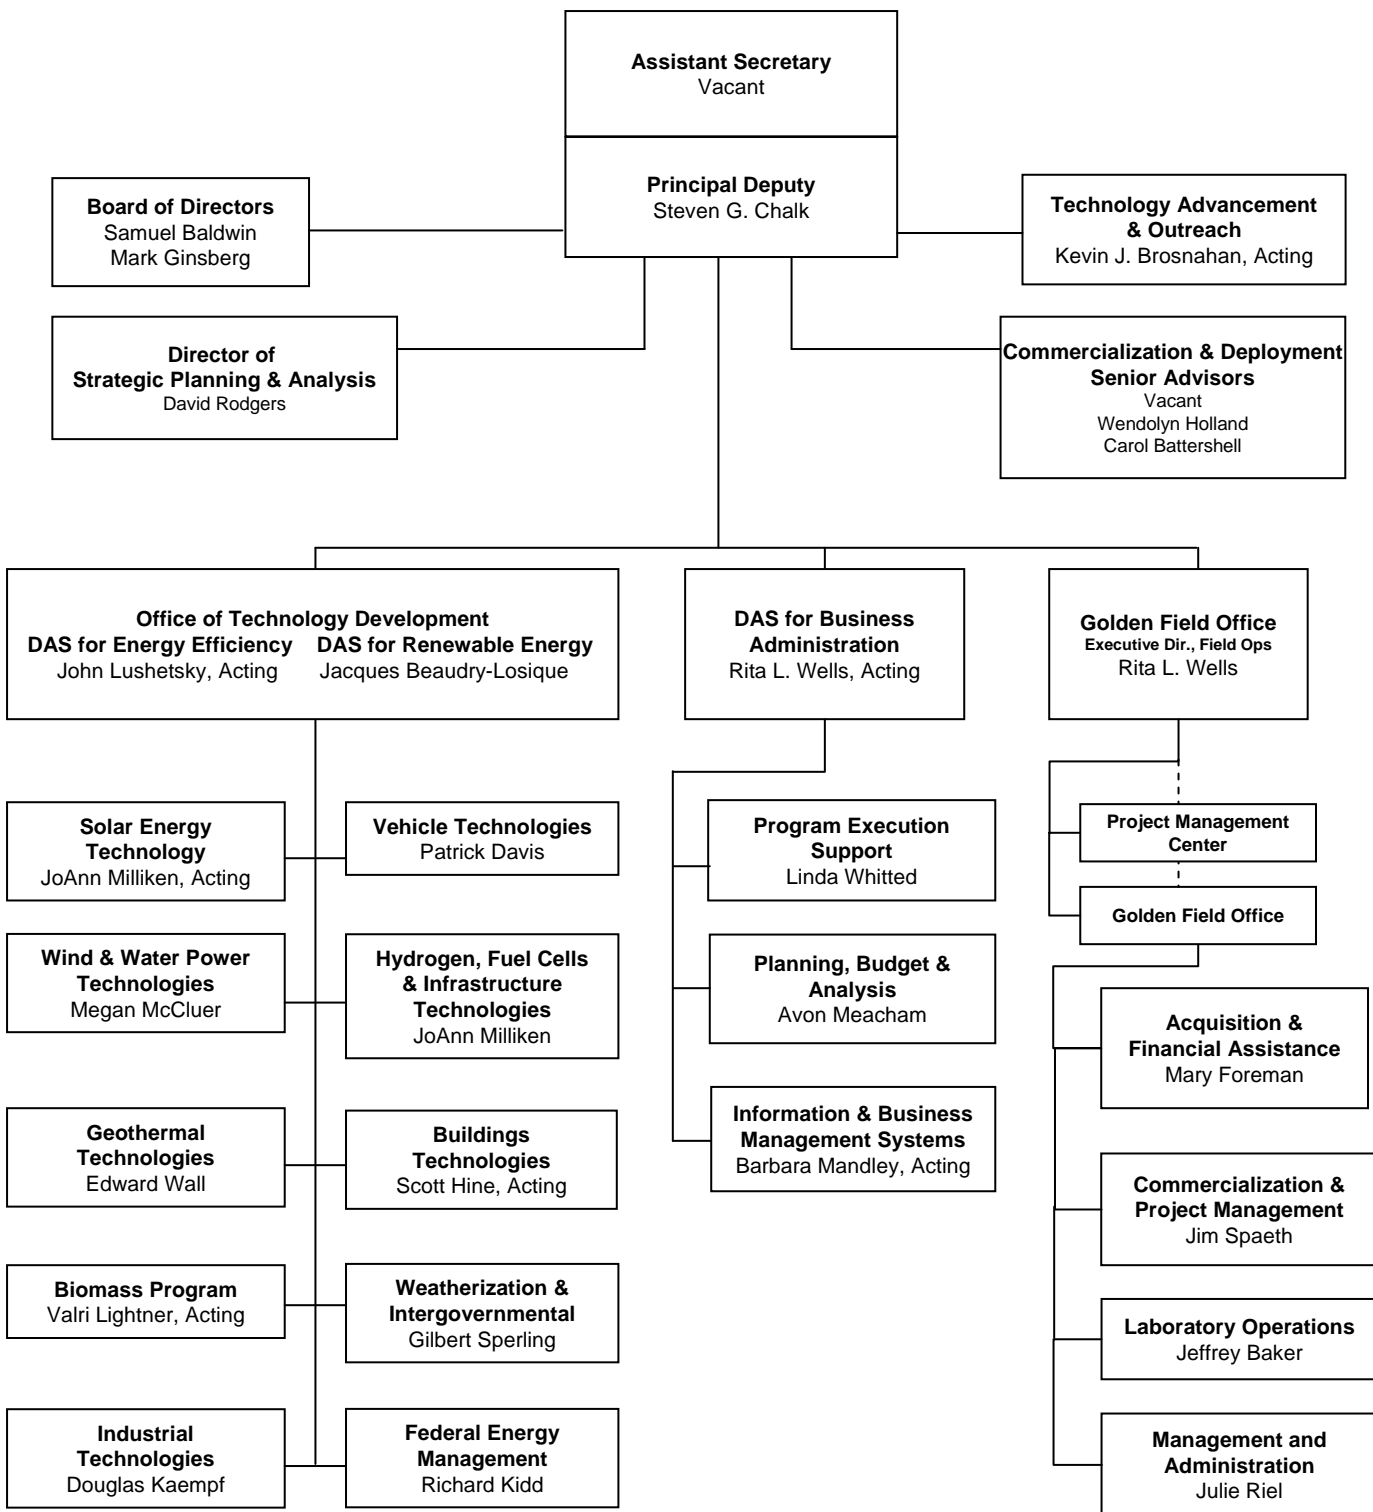 Assistant Secretary
Vacant
Principal Deputy
Steven G. Chalk
Board of Directors
Samuel Baldwin
Mark Ginsberg
Technology Advancement
& Outreach
Kevin J. Brosnahan, Acting
Director of
Strategic Planning & Analysis
David Rodgers
Commercialization & Deployment
Senior Advisors
Vacant
Wendolyn Holland
Carol Battershell
Office of Technology Development
DAS for Energy Efficiency DAS for Renewable Energy
John Lushetsky, Acting Jacques Beaudry-Losique
DAS for Business
Administration
Rita L. Wells, Acting
Golden Field Office
Executive Dir., Field Ops
Rita L. Wells
Solar Energy
Technology
JoAnn Milliken, Acting
Vehicle Technologies
Patrick Davis
Wind & Water Power
Technologies
Megan McCluer
Hydrogen, Fuel Cells
& Infrastructure
Technologies
JoAnn Milliken
Geothermal
Technologies
Edward Wall
Buildings
Technologies
Scott Hine, Acting
Biomass Program
Valri Lightner, Acting
Weatherization &
Intergovernmental
Gilbert Sperling
Industrial
Technologies
Douglas Kaempf
Federal Energy
Management
Richard Kidd
Program Execution
Support
Linda Whitted
Planning, Budget &
Analysis
Avon Meacham
Information & Business
Management Systems
Barbara Mandley, Acting
Project Management
Center
Golden Field Office
Acquisition &
Financial Assistance
Mary Foreman
Commercialization &
Project Management
Jim Spaeth
Laboratory Operations
Jeffrey Baker
Management and
Administration
Julie Riel